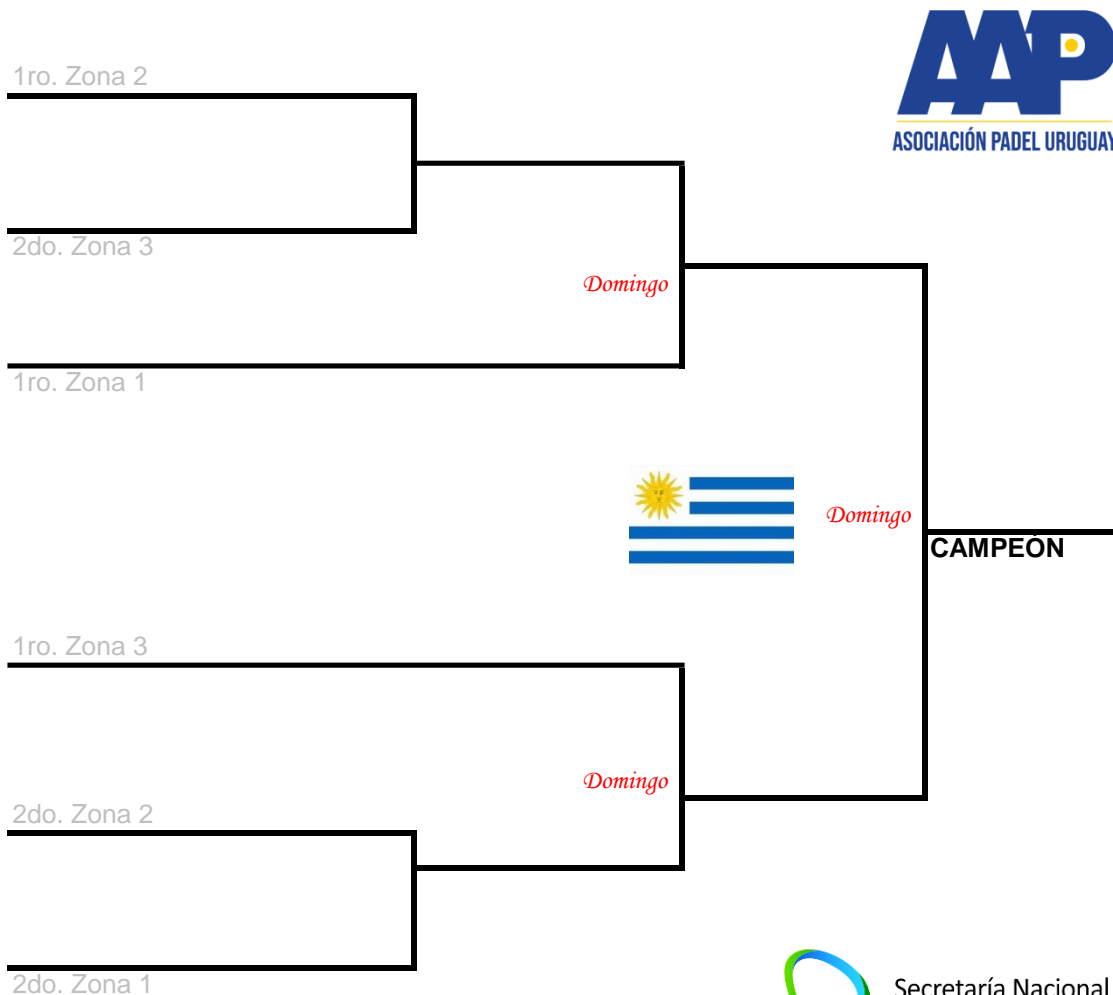 AAP
ASOCIACIÓN PADEL URUGUAY
1ro. Zona 2
2do. Zona 3
Domingo
1ro. Zona 1
Domingo
CAMPEÓN
1ro. Zona 3
Domingo
2do. Zona 2
2do. Zona 1
Secretaría Nacional